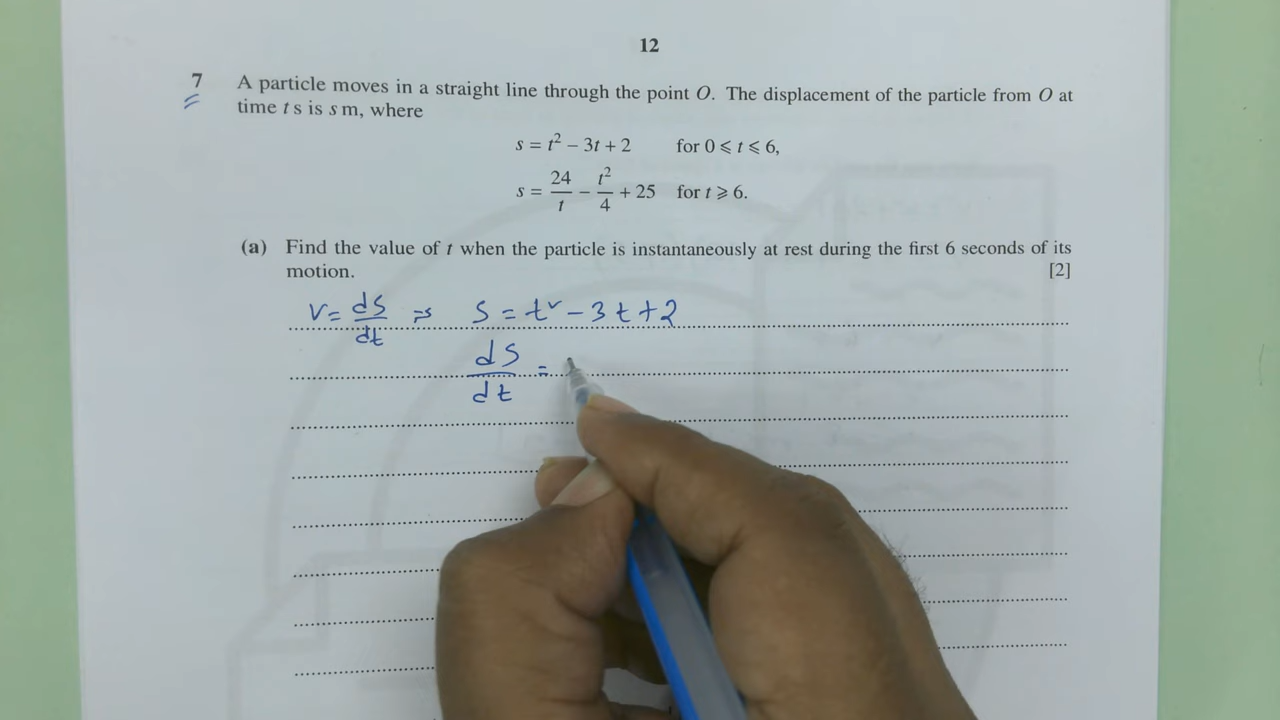 12
7 A particle moves in a straight line through the point O. The displacement of the particle from O at
time t s is s m, where
s = t² − 3t + 2 for 0 ⩽ t ⩽ 6,
s = 24/t − t²/4 + 25 for t ⩾ 6.
(a) Find the value of t when the particle is instantaneously at rest during the first 6 seconds of its
motion. [2]
V = dS/dt ⇒ S = t² − 3t + 2
dS/dt =